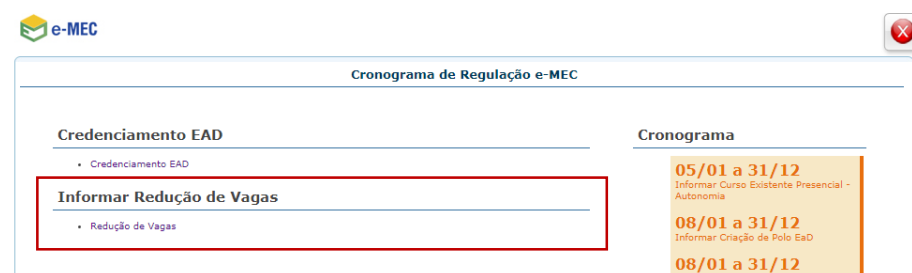 e-MEC
Cronograma de Regulação e-MEC
Credenciamento EAD
Credenciamento EAD
Informar Redução de Vagas
Redução de Vagas
Cronograma
05/01 a 31/12
Informar Curso Existente Presencial -
Autonomia
08/01 a 31/12
Informar Criação de Polo EaD
08/01 a 31/12